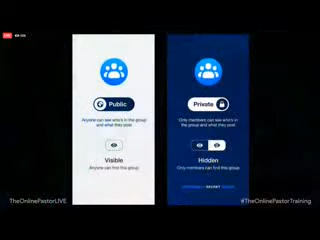 LIVE
Public
Anyone can see who's in the group
and what they post.
Visible
Anyone can find this group.
Private
Only members can see who's in
the group and what they post.
Hidden
Only members can find this group.
SECRET
#TheOnlinePastorLIVE
#TheOnlinePastorTraining